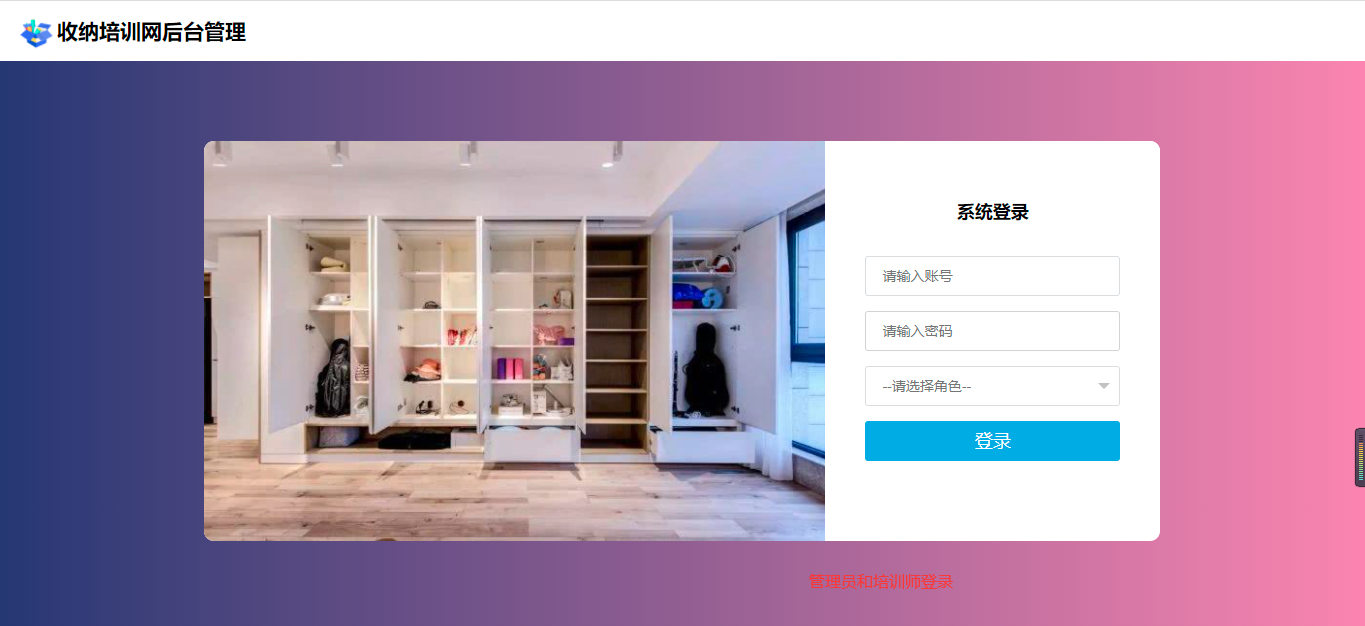 收纳培训网后台管理
系统登录
请输入账号
请输入密码
--请选择角色--
登录
管理员和培训师登录